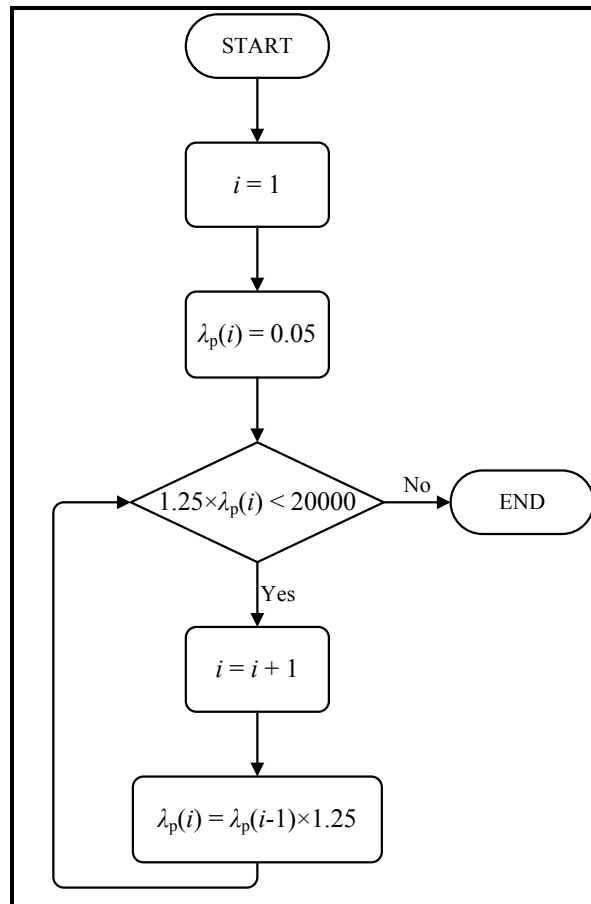 START
i = 1
λp(i) = 0.05
1.25×λp(i) < 20000
No
END
Yes
i = i + 1
λp(i) = λp(i-1)×1.25